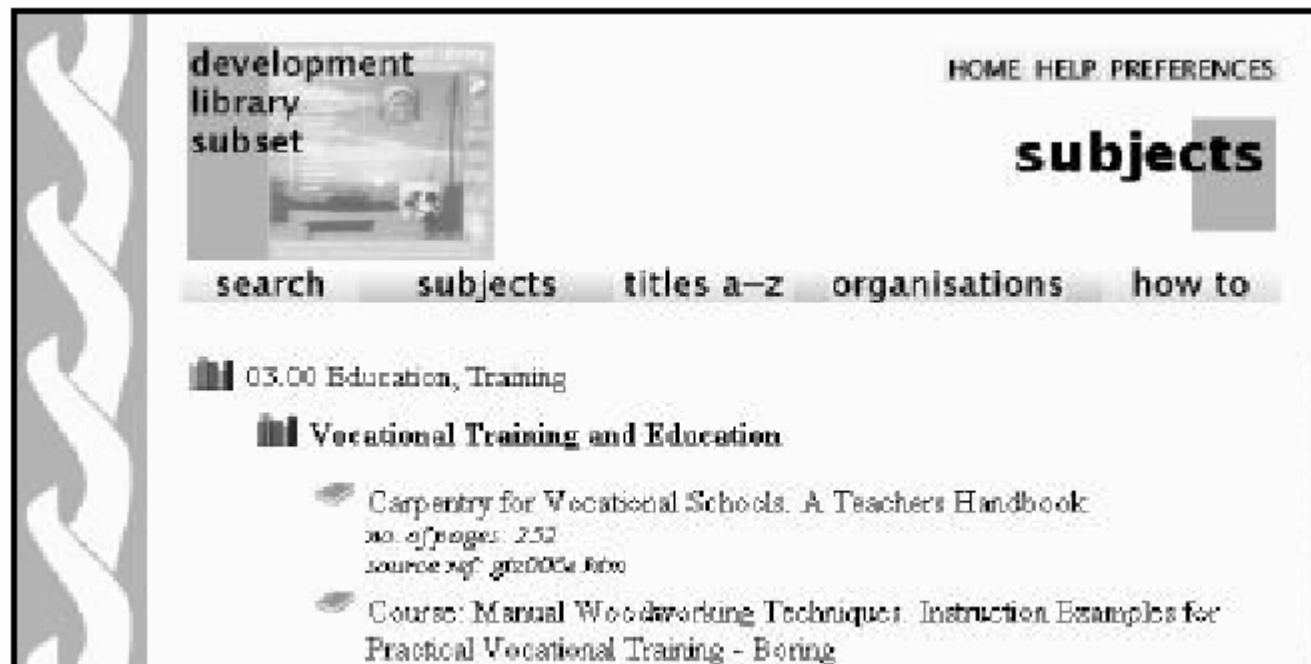 development
library
subset
HOME HELP PREFERENCES
subjects
search subjects titles a–z organisations how to
03.00 Education, Training
Vocational Training and Education
Carpentry for Vocational Schools. A Teachers Handbook
no. of pages: 252
source ref:
Course: Manual Woodworking Techniques. Instruction Examples for
Practical Vocational Training - Boring